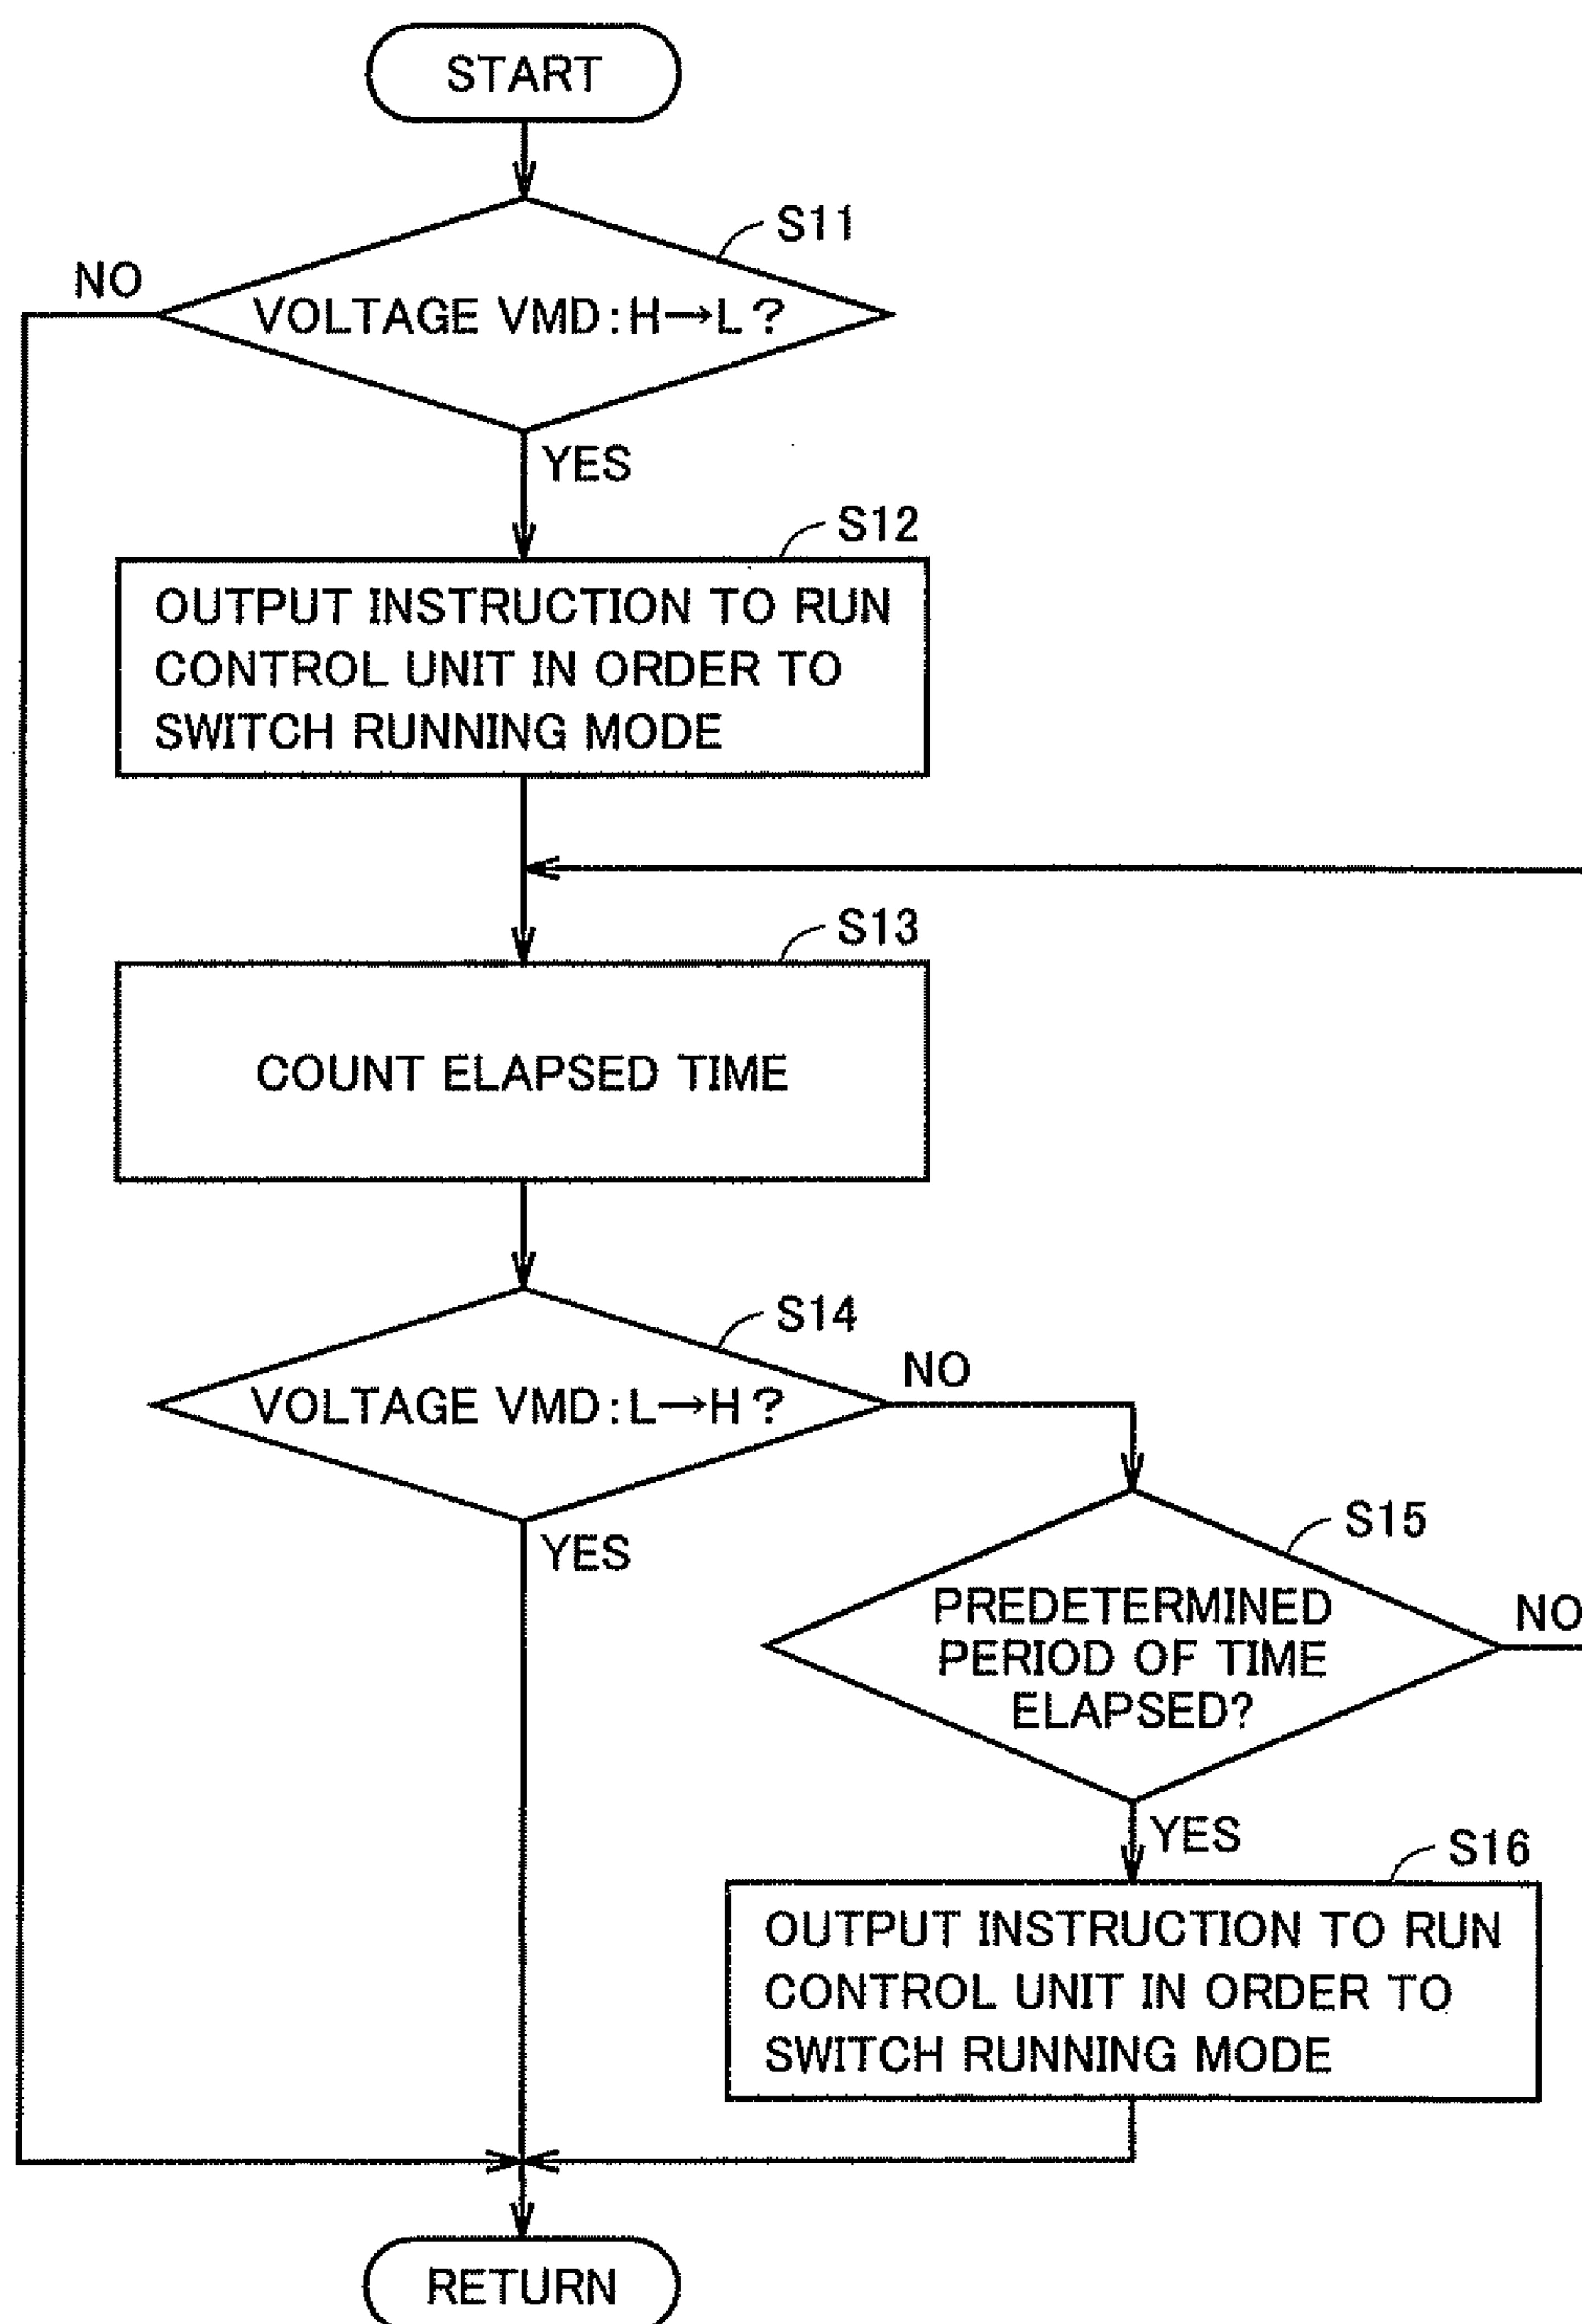 START
S11
NO
VOLTAGE VMD:H→L?
YES
S12
OUTPUT INSTRUCTION TO RUN
CONTROL UNIT IN ORDER TO
SWITCH RUNNING MODE
S13
COUNT ELAPSED TIME
S14
NO
VOLTAGE VMD:L→H?
YES
S15
PREDETERMINED
PERIOD OF TIME
ELAPSED?
NO
YES
S16
OUTPUT INSTRUCTION TO RUN
CONTROL UNIT IN ORDER TO
SWITCH RUNNING MODE
RETURN